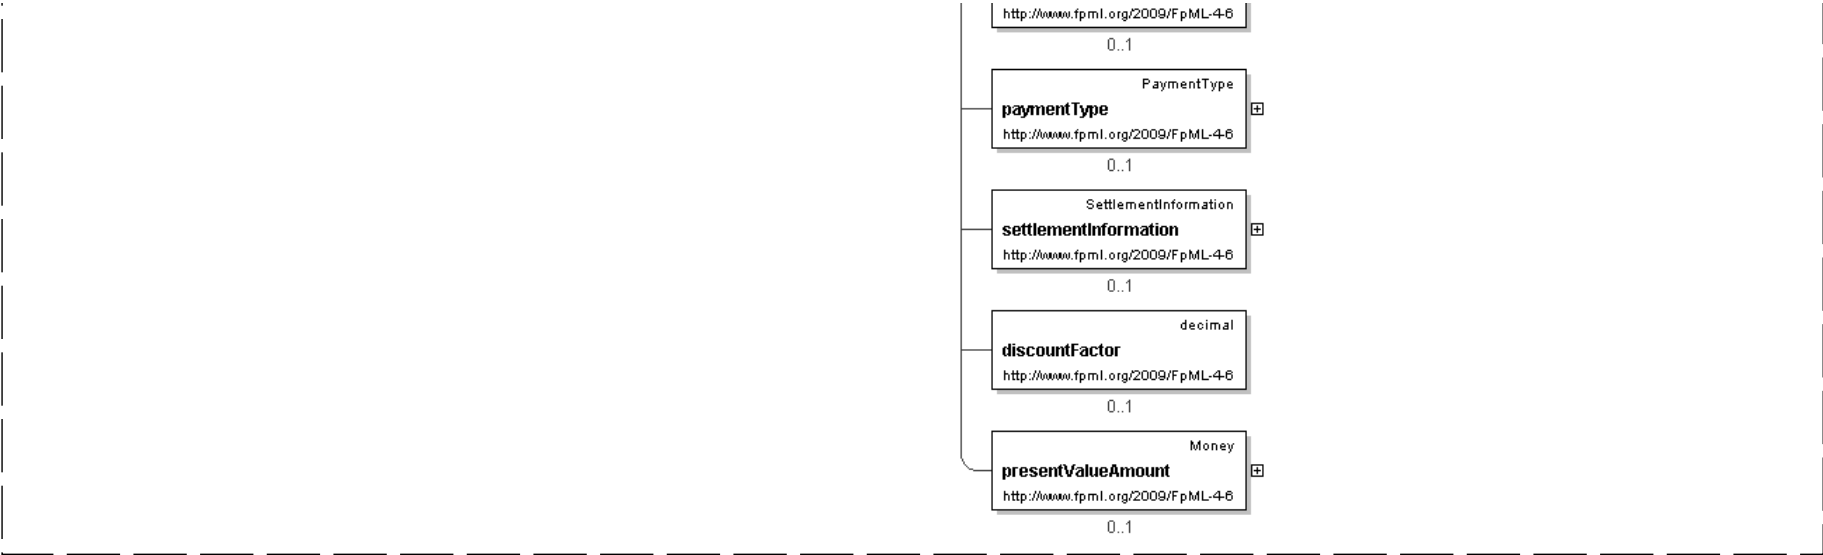 http://www.fpml.org/2009/FpML-4-6
0..1
PaymentType
paymentType
http://www.fpml.org/2009/FpML-4-6
0..1
SettlementInformation
settlementInformation
http://www.fpml.org/2009/FpML-4-6
0..1
decimal
discountFactor
http://www.fpml.org/2009/FpML-4-6
0..1
Money
presentValueAmount
http://www.fpml.org/2009/FpML-4-6
0..1